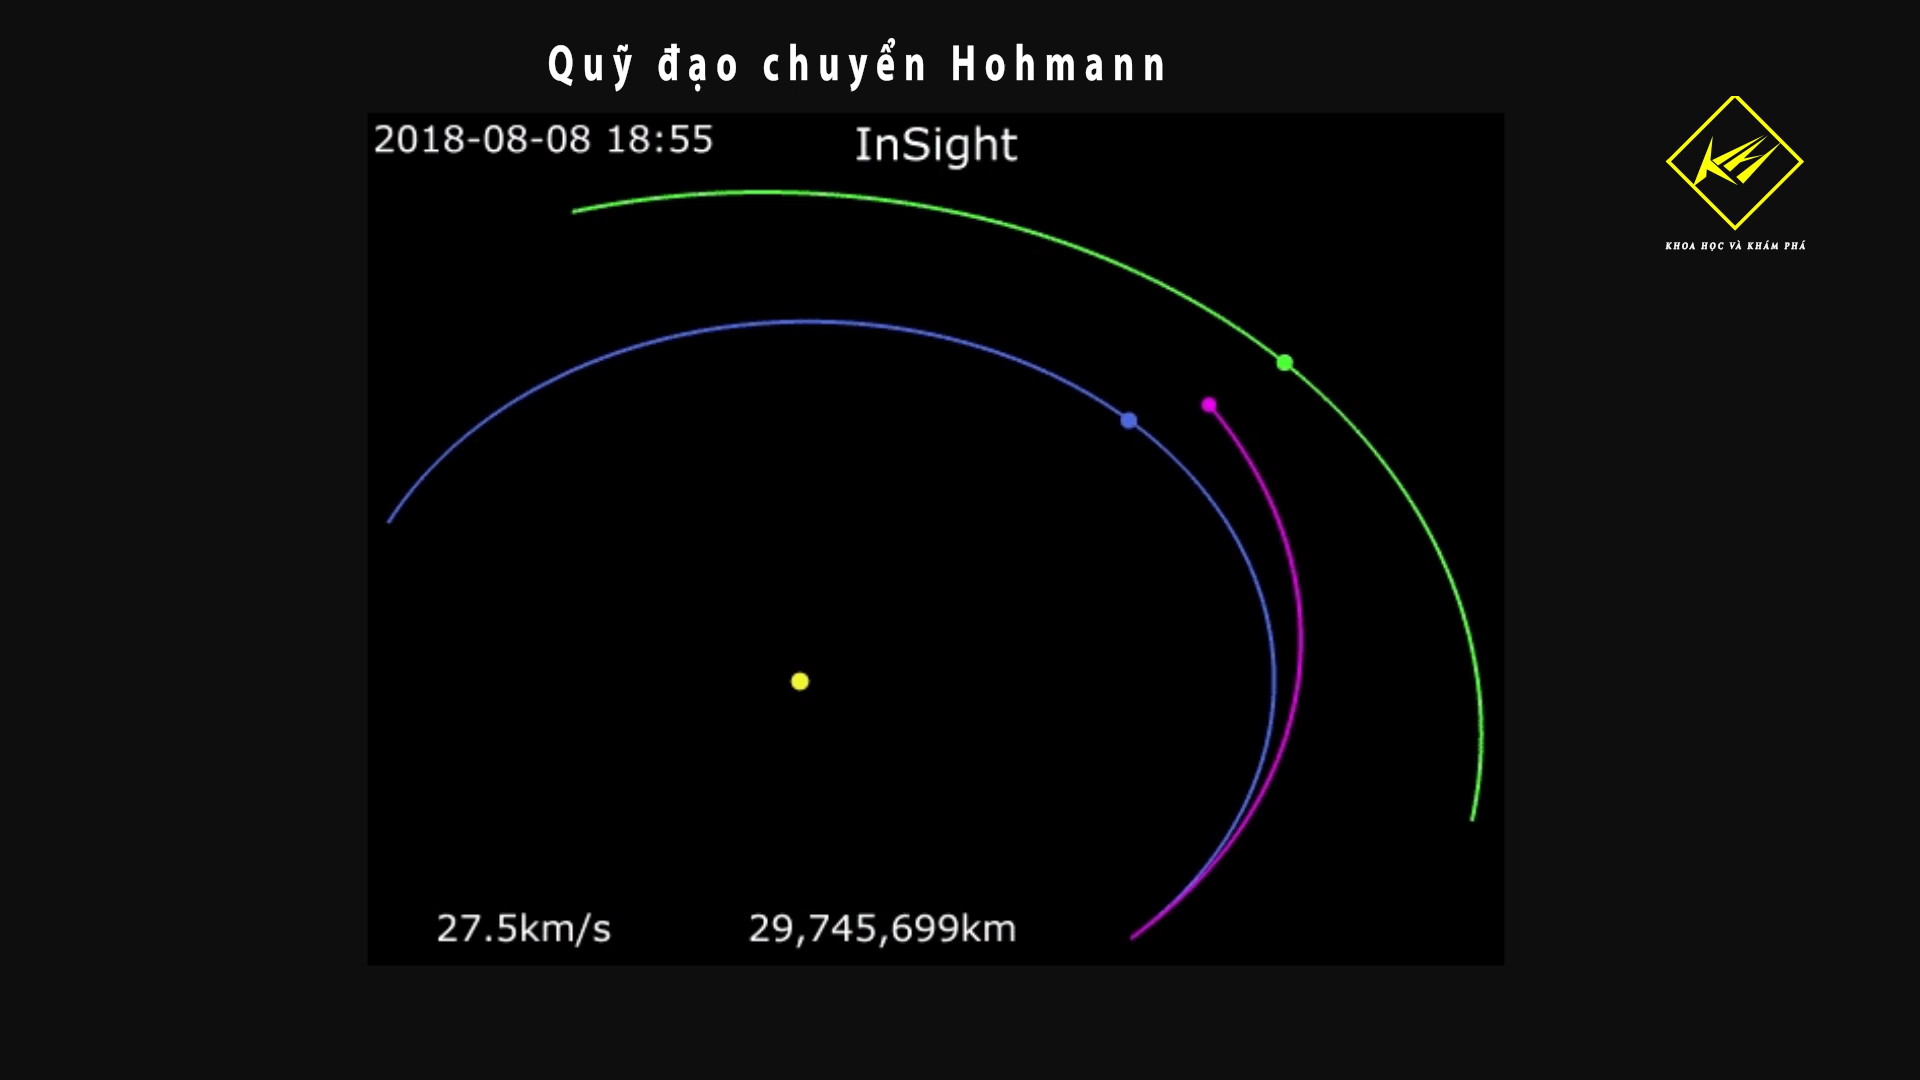 Quỹ đạo chuyển Hohmann
2018-08-08 18:55
InSight
KHOA HỌC VÀ KHÁM PHÁ
27.5km/s
29,745,699km